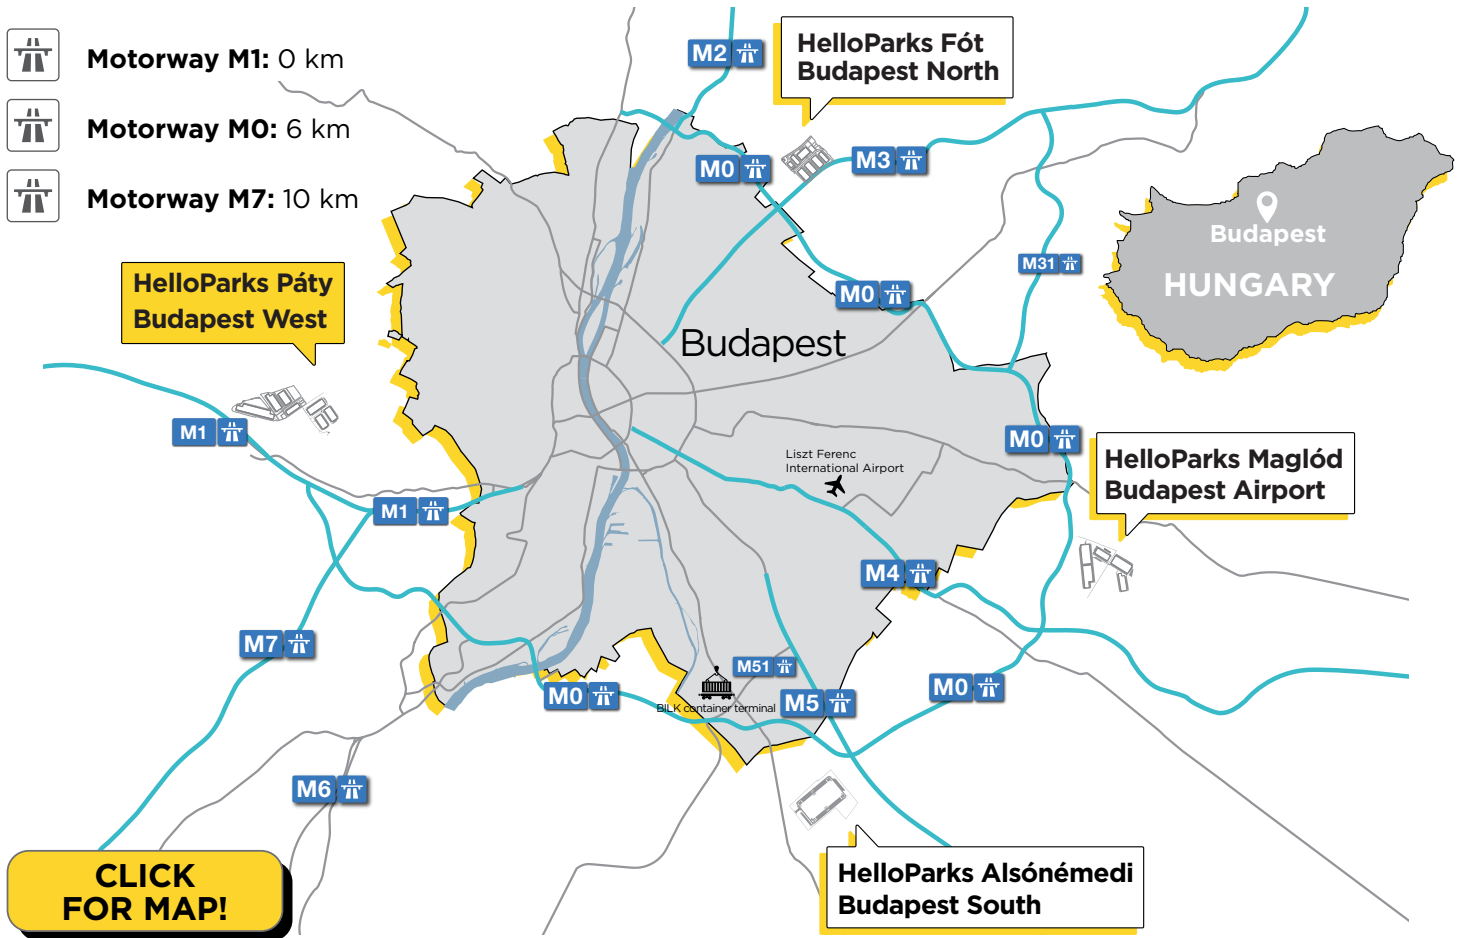 Motorway M1: 0 km
Motorway M0: 6 km
Motorway M7: 10 km
M2
HelloParks Fót
Budapest North
M0
M3
Budapest
HUNGARY
M31
HelloParks Páty
Budapest West
M0
Budapest
M1
M0
Liszt Ferenc
International Airport
HelloParks Maglód
Budapest Airport
M1
M4
M7
M51
M0
M0
M5
BILK container terminal
M6
CLICK
FOR MAP!
HelloParks Alsónémedi
Budapest South